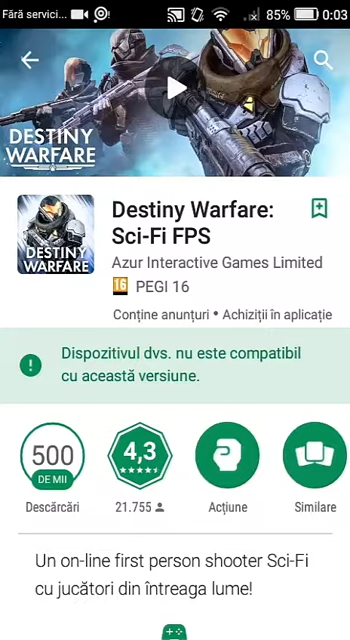 Fără servici...
85%
0:03
DESTINY
WARFARE
DESTINY
WARFARE
Destiny Warfare:
Sci-Fi FPS
Azur Interactive Games Limited
16 PEGI 16
Conține anunțuri • Achiziții în aplicație
Dispozitivul dvs. nu este compatibil
cu această versiune.
500
DE MII
Descărcări
4,3
21.755
Acțiune
Similare
Un on-line first person shooter Sci-Fi
cu jucători din întreaga lume!